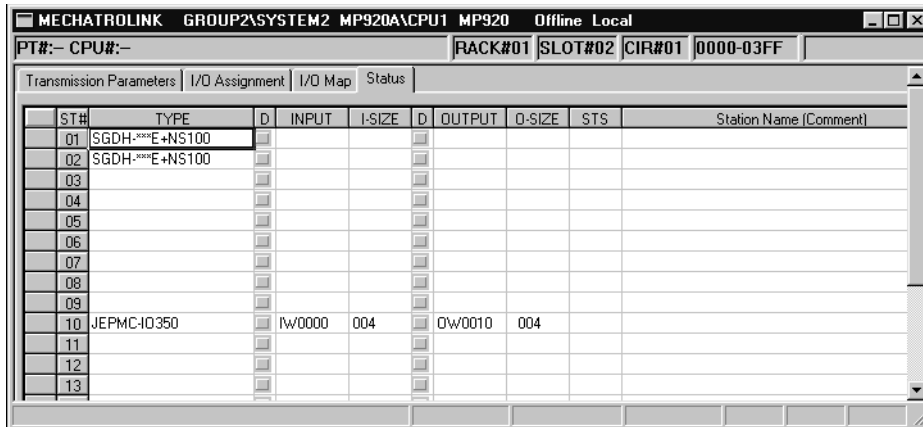 MECHATROLINK GROUP2\SYSTEM2 MP920A\CPU1 MP920 Offline Local
PT#:– CPU#:– RACK#01 SLOT#02 CIR#01 0000-03FF
Transmission Parameters I/O Assignment I/O Map Status
ST# TYPE D INPUT I-SIZE D OUTPUT O-SIZE STS Station Name (Comment)
01 SGDH-***E+NS100
02 SGDH-***E+NS100
03
04
05
06
07
08
09
10 JEPMC-IO350 IW0000 004 OW0010 004
11
12
13